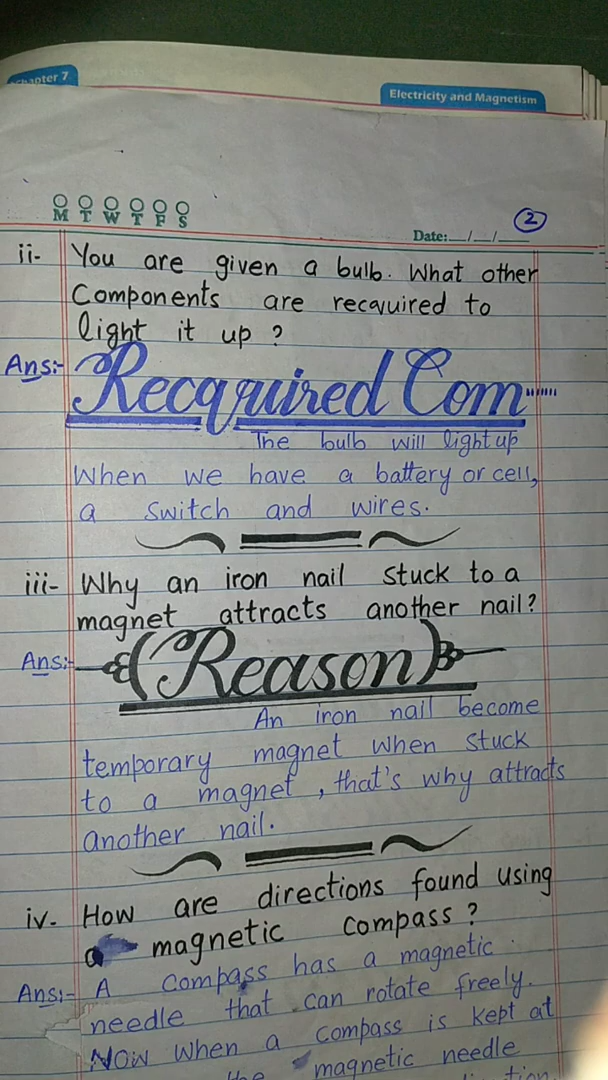 Chapter 7
Electricity and Magnetism
M T W T F S
Date:__/__/__
2
ii- You are given a bulb. What other
Components are recquired to
light it up ?
Ans:- Recquired Com
The bulb will light up
When we have a battery or cell,
a switch and wires.
iii- Why an iron nail stuck to a
magnet attracts another nail?
Ans:- (Reason)
An iron nail become
temporary magnet when stuck
to a magnet, that's why attracts
another nail.
iv- How are directions found using
a magnetic compass ?
Ans:- A compass has a magnetic
needle that can rotate freely.
Now when a compass is kept at
the magnetic needle